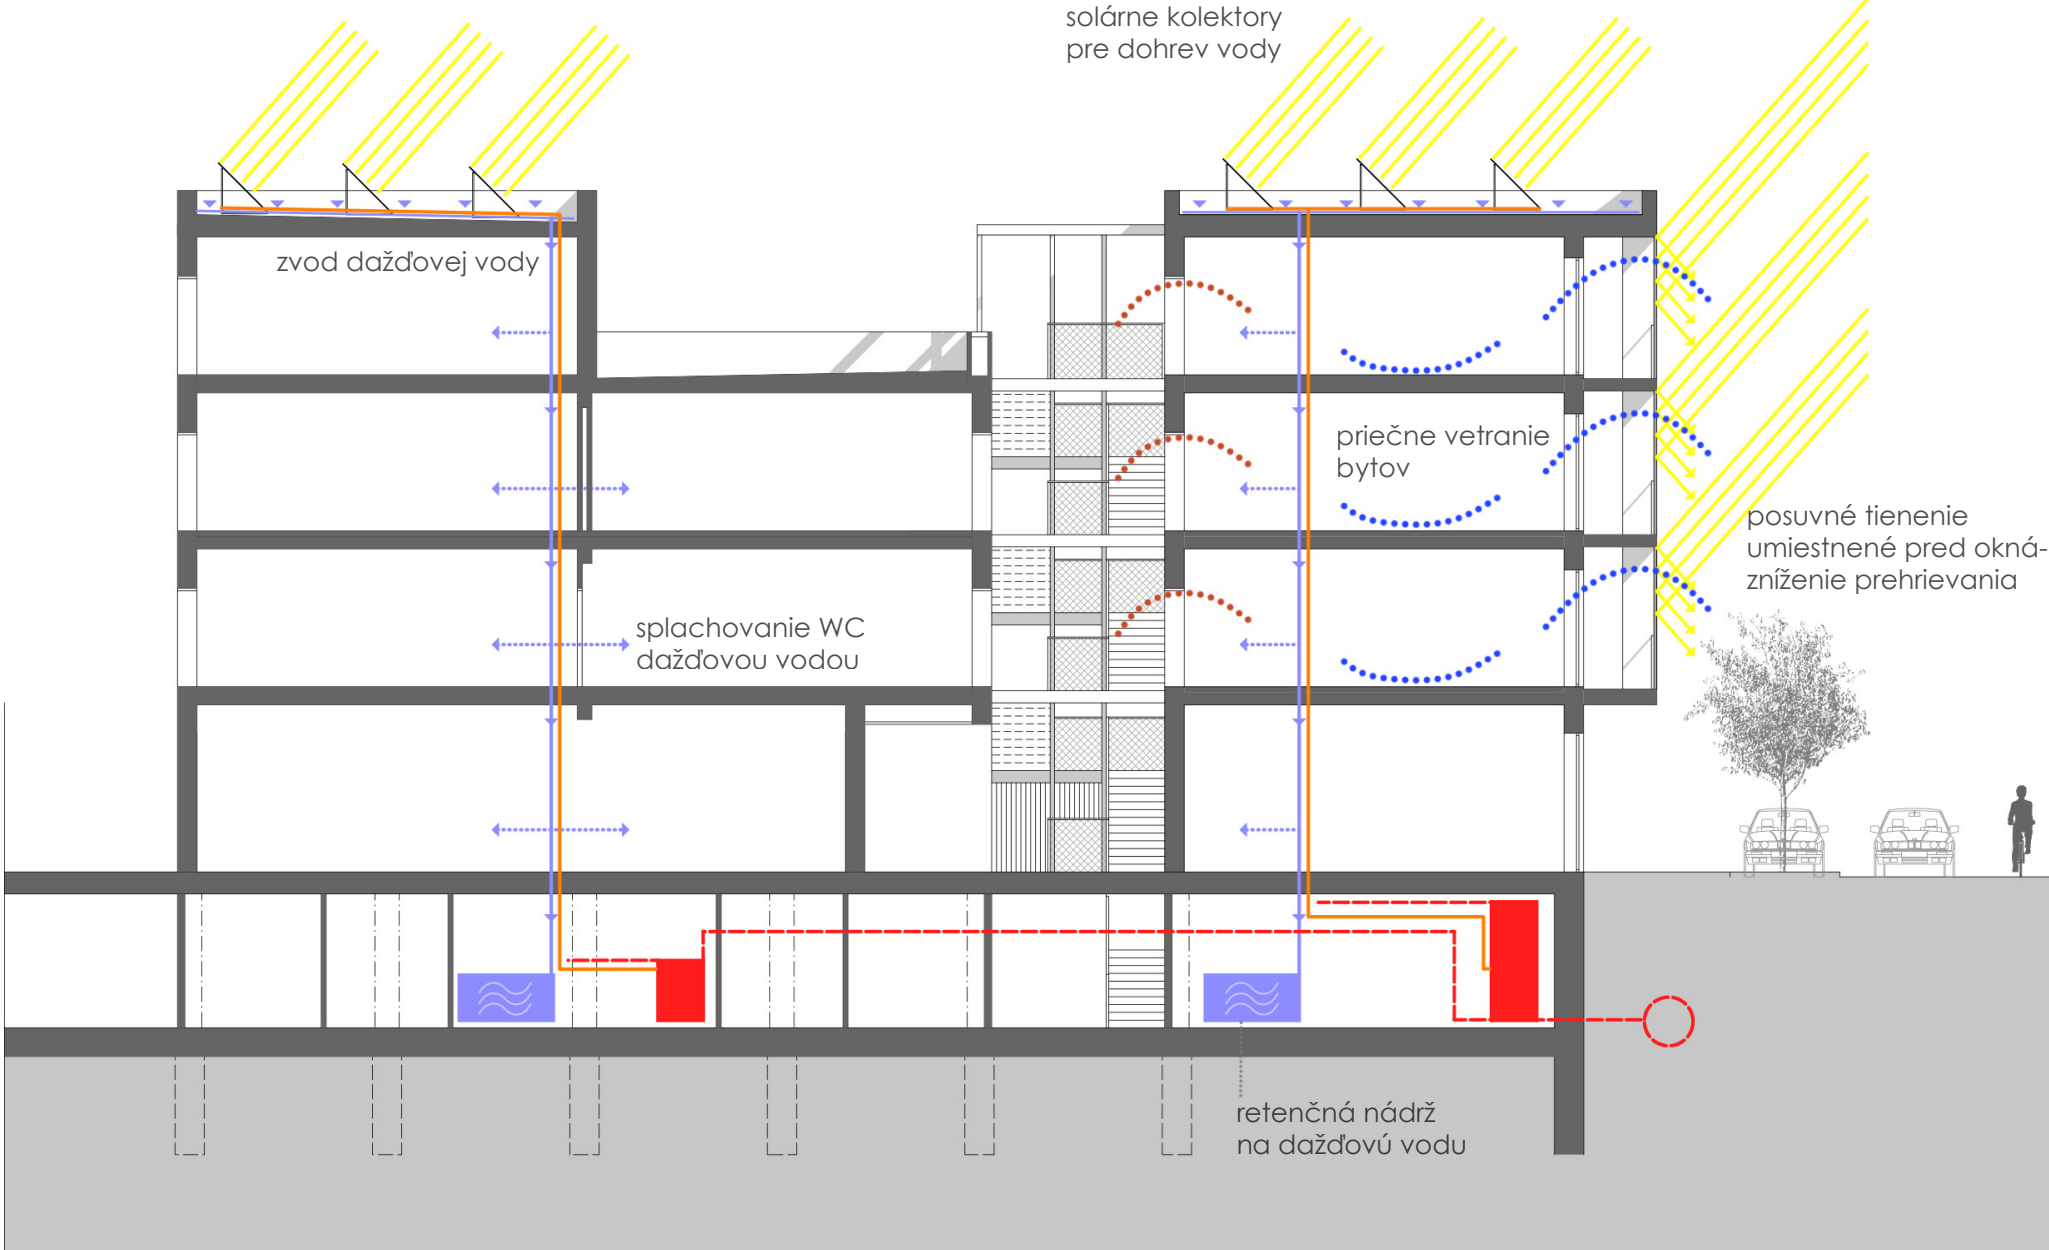 solárne kolektory
pre dohrev vody
zvod dažďovej vody
priečne vetranie
bytov
posuvné tienenie
umiestnené pred okná-
zníženie prehrievania
splachovanie WC
dažďovou vodou
retenčná nádrž
na dažďovú vodu